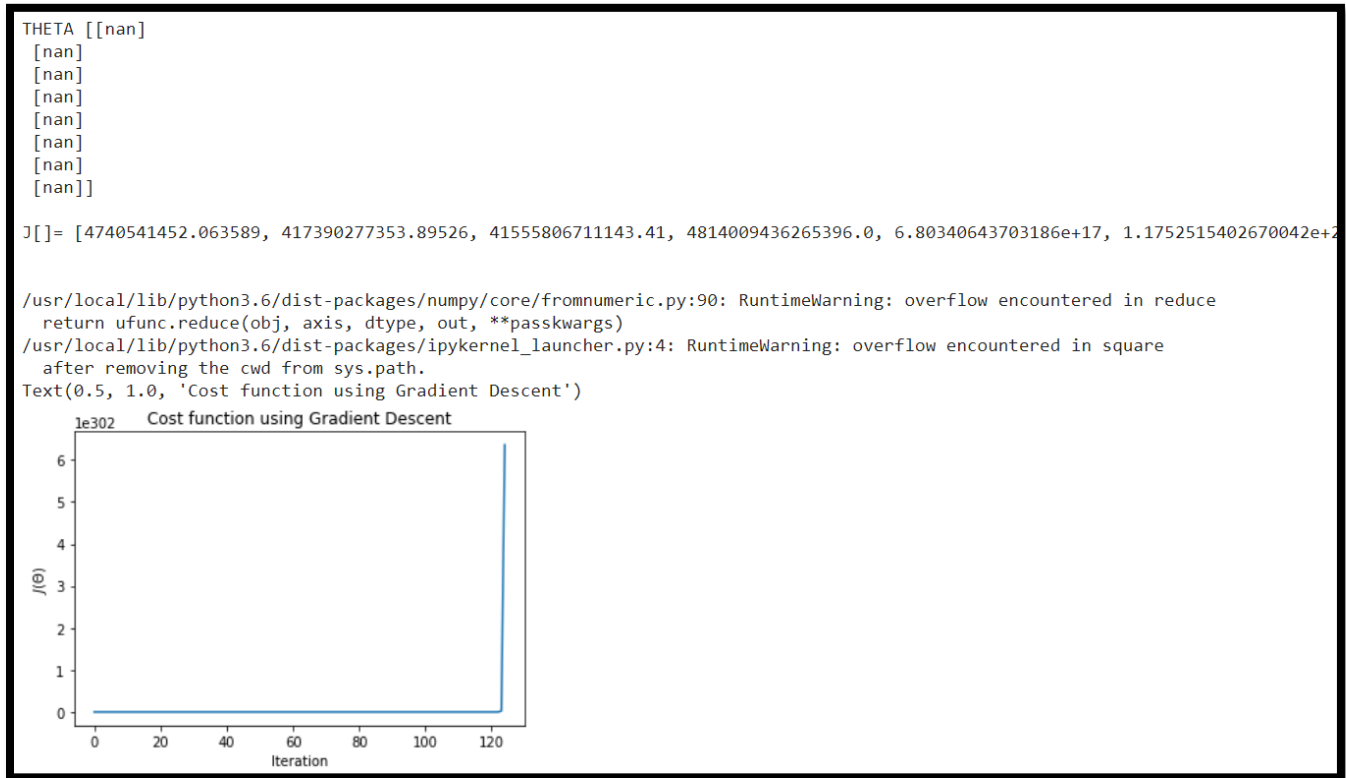 THETA [[nan]
[nan]
[nan]
[nan]
[nan]
[nan]
[nan]
[nan]]
J[]= [4740541452.063589, 417390277353.89526, 41555806711143.41, 4814009436265396.0, 6.80340643703186e+17, 1.1752515402670042e+2
/usr/local/lib/python3.6/dist-packages/numpy/core/fromnumeric.py:90: RuntimeWarning: overflow encountered in reduce
return ufunc.reduce(obj, axis, dtype, out, **passkwargs)
/usr/local/lib/python3.6/dist-packages/ipykernel_launcher.py:4: RuntimeWarning: overflow encountered in square
after removing the cwd from sys.path.
Text(0.5, 1.0, 'Cost function using Gradient Descent')
1e302 Cost function using Gradient Descent
6
5
4
3
2
1
0
J(Θ)
0 20 40 60 80 100 120
Iteration